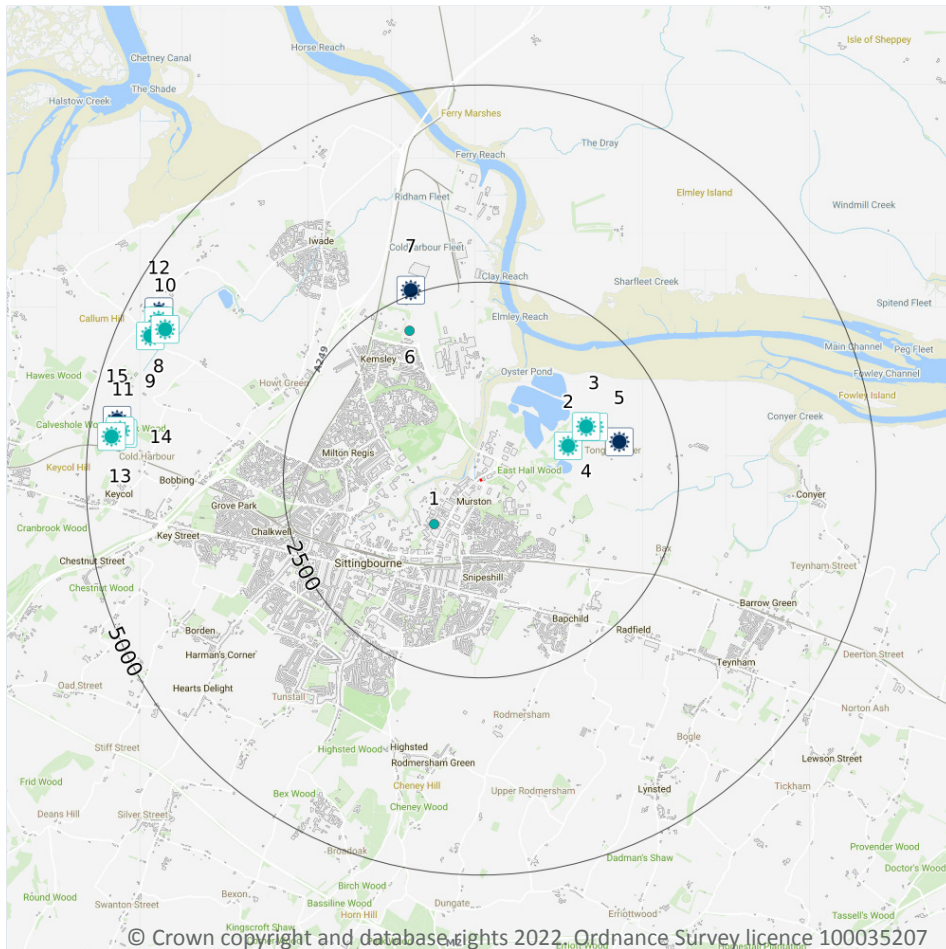 Horse Reach
Isle of Sheppey
Chetney Canal
The Shade
Halstow Creek
Ferry Marshes
The Dray
Ferry Reach
Ridham Fleet
Elmley Island
Windmill Creek
Iwade
7
Coldharbour Fleet
12
10
Clay Reach
Sharfleet Creek
Spitend Fleet
Callum Hill
Elmley Reach
A249
Main Channel
Peg Fleet
Kemsley
6
Oyster Pond
Fowley Channel
Hawes Wood
15
8
Howt Green
3
Fowley Island
11
9
2
5
Conyer Creek
14
Cold Harbour
Milton Regis
East Hall Wood
4
Keycol Hill
13
Bobbing
Keycol
1
Murston
Conyer
Grove Park
Cranbrook Wood
Key Street
Chalkwell
Bax
Chestnut Street
2500
Sittingbourne
Teynham Street
Snipeshill
Chestnut Wood
Barrow Green
Bapchild
Radfield
Borden
5000
Harman's Corner
Deerton Street
Teynham
Oad Street
Hearts Delight
Tunstall
Norton Ash
Rodmersham
Bogle
Stiff Street
Highsted Wood
Highsted
Lewson Street
Rodmersham Green
Frid Wood
Cheney Hill
Tickham
Bex Wood
Upper Rodmersham
Lynsted
Cheney Wood
Deans Hill
Silver Street
Provender Wood
Broadoak
Dadman's Shaw
Doctor's Wood
Birch Wood
Round Wood
Bexon
Bassiline Wood
Dungate
Swanton Street
Horn Hill
Erriottwood
Tassell's Wood
Kingscroft Shaw
M2
© Crown copyright and database rights 2022. Ordnance Survey licence 100035207